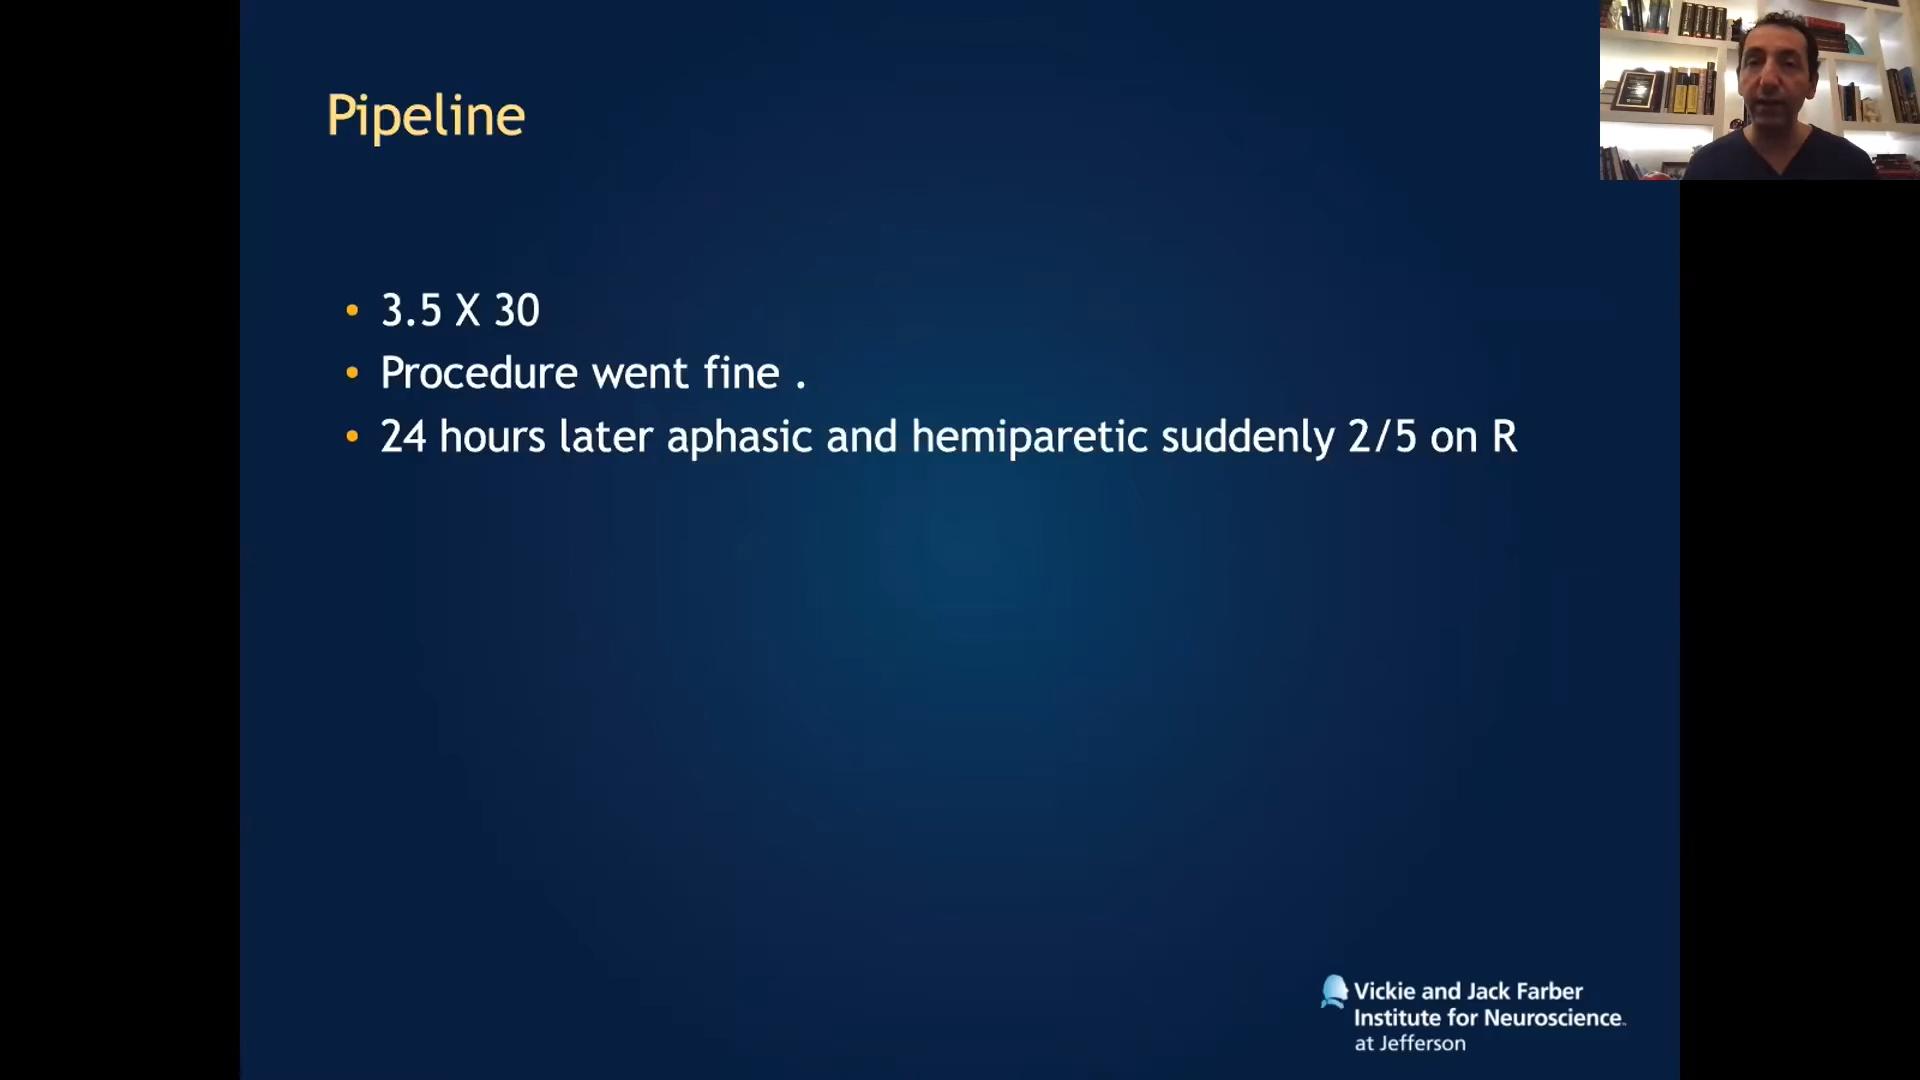 Pipeline
• 3.5 X 30
• Procedure went fine .
• 24 hours later aphasic and hemiparetic suddenly 2/5 on R
Vickie and Jack Farber
Institute for Neuroscience™
at Jefferson